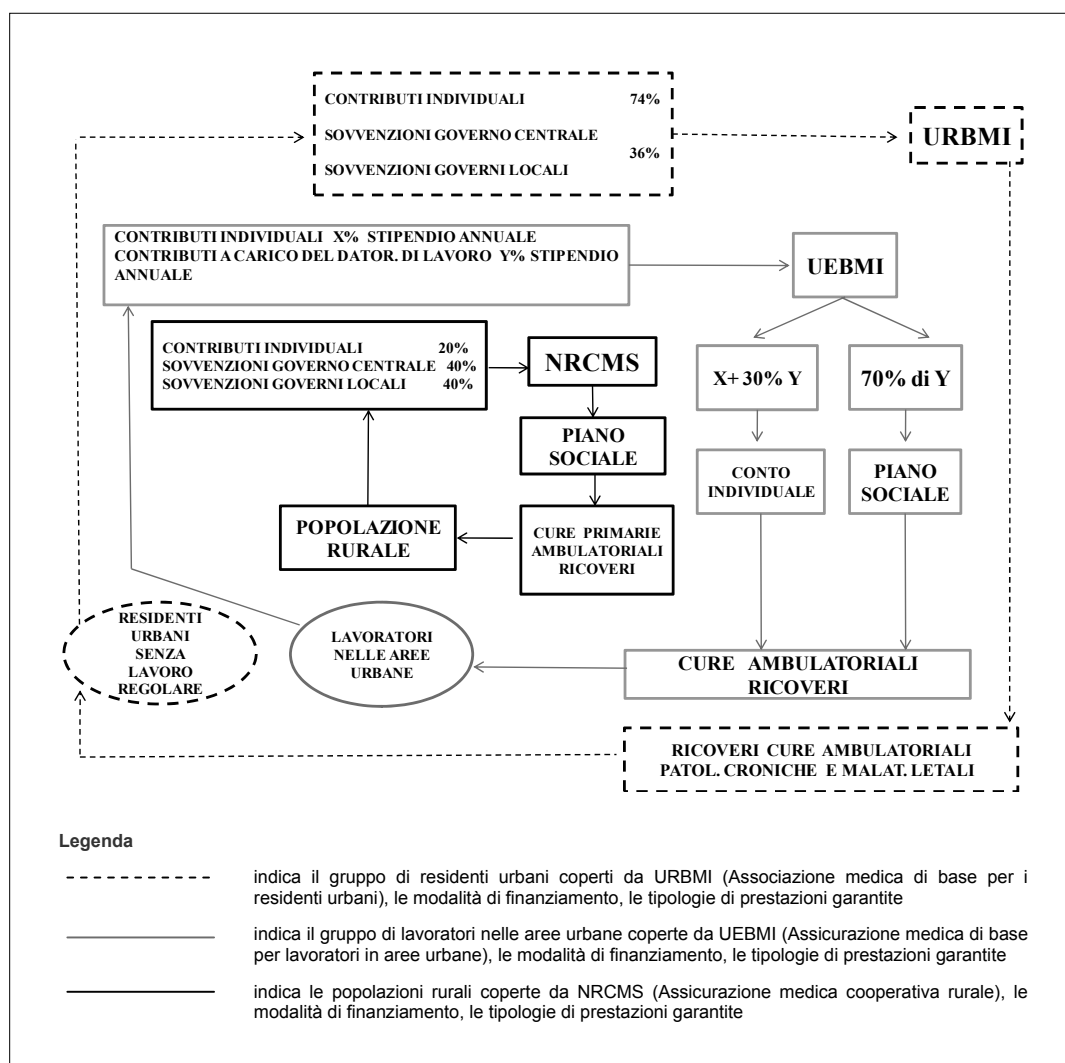 CONTRIBUTI INDIVIDUALI 74%
SOVVENZIONI GOVERNO CENTRALE
36%
SOVVENZIONI GOVERNI LOCALI
URBMI
CONTRIBUTI INDIVIDUALI X% STIPENDIO ANNUALE
CONTRIBUTI A CARICO DEL DATOR. DI LAVORO Y% STIPENDIO
ANNUALE
UEBMI
CONTRIBUTI INDIVIDUALI 20%
SOVVENZIONI GOVERNO CENTRALE 40%
SOVVENZIONI GOVERNI LOCALI 40%
NRCMS
X+ 30% Y
70% di Y
PIANO
SOCIALE
CONTO
INDIVIDUALE
PIANO
SOCIALE
POPOLAZIONE
RURALE
CURE PRIMARIE
AMBULATORIALI
RICOVERI
RESIDENTI
URBANI
SENZA
LAVORO
REGOLARE
LAVORATORI
NELLE AREE
URBANE
CURE AMBULATORIALI
RICOVERI
RICOVERI CURE AMBULATORIALI
PATOL. CRONICHE E MALAT. LETALI
Legenda
indica il gruppo di residenti urbani coperti da URBMI (Associazione medica di base per i
residenti urbani), le modalità di finanziamento, le tipologie di prestazioni garantite
indica il gruppo di lavoratori nelle aree urbane coperte da UEBMI (Assicurazione medica di base
per lavoratori in aree urbane), le modalità di finanziamento, le tipologie di prestazioni garantite
indica le popolazioni rurali coperte da NRCMS (Assicurazione medica cooperativa rurale), le
modalità di finanziamento, le tipologie di prestazioni garantite